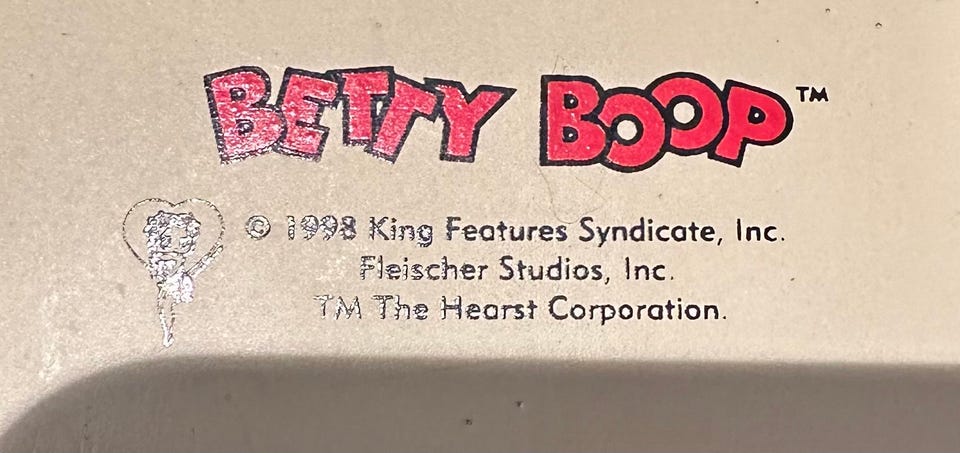 BETTY BOOP™
© 1998 King Features Syndicate, Inc.
Fleischer Studios, Inc.
TM The Hearst Corporation.